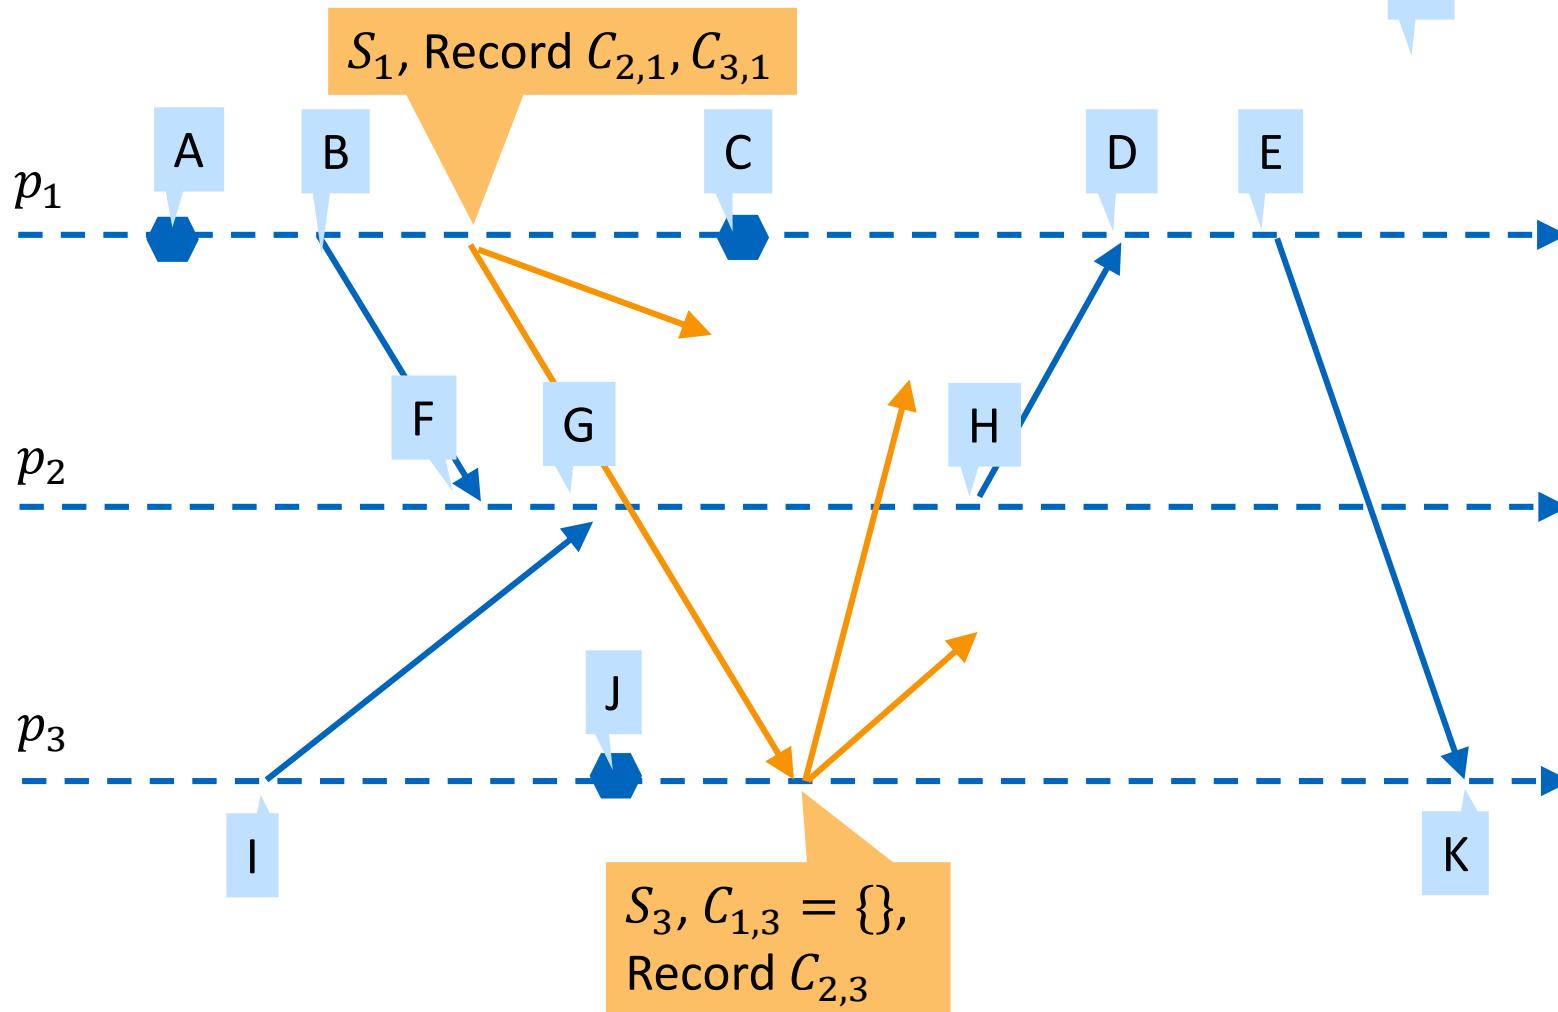 S₁, Record C₂,₁, C₃,₁
A
B
C
D
E
p₁
F
G
H
p₂
J
p₃
I
K
S₃, C₁,₃ = {},
Record C₂,₃